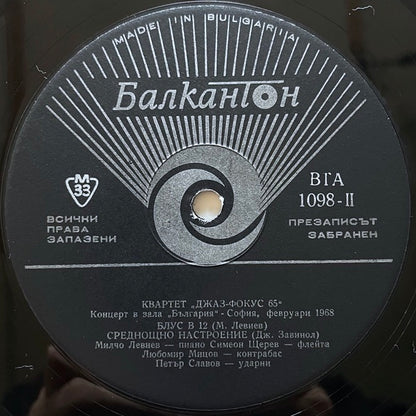 MADE IN BULGARIA
Балкантон
М
33
ВСИЧКИ
ПРАВА
ЗАПАЗЕНИ
ВГА
1098-II
ПРЕЗАПИСЪТ
ЗАБРАНЕН
КВАРТЕТ „ДЖАЗ-ФОКУС 65“
Концерт в зала „България“ - София, февруари 1968
БЛУС В 12 (М. Левиев)
СРЕДНОЩНО НАСТРОЕНИЕ (Дж. Завинол)
Милчо Левиев — пиано Симеон Щерев — флейта
Любомир Мицов — контрабас
Петър Славов — ударни